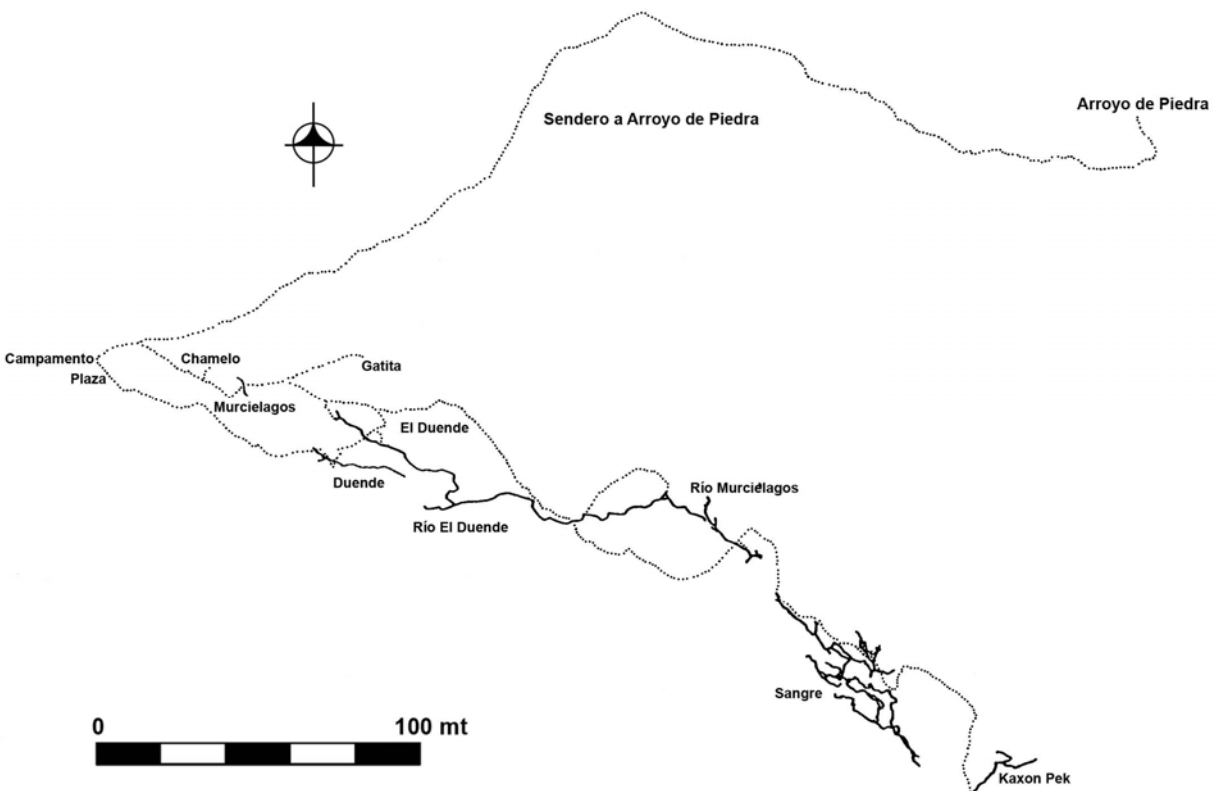 Arroyo de Piedra
Sendero a Arroyo de Piedra
Campamento
Plaza
Chamelo
Gatita
Murcielagos
El Duende
Duende
Río El Duende
Río Murcielagos
Sangre
0 100 mt
Kaxon Pek